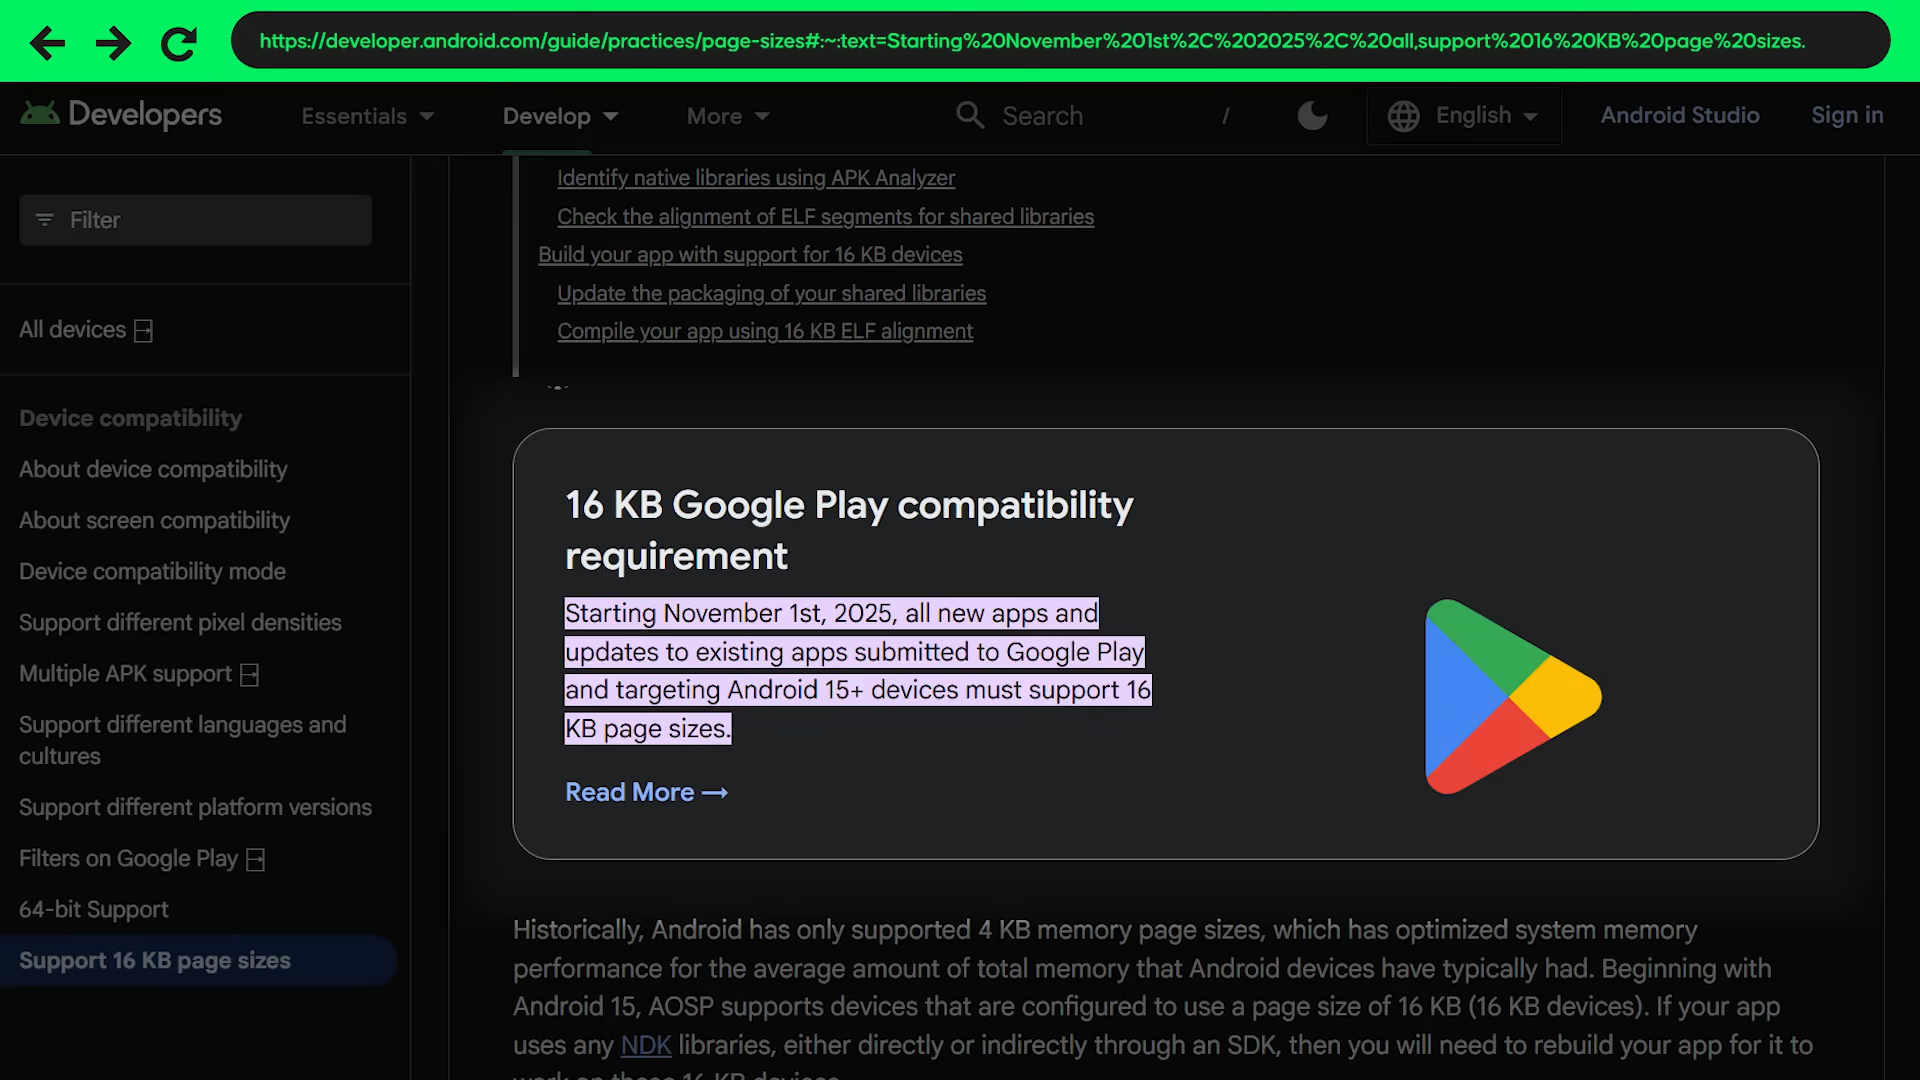 https://developer.android.com/guide/practices/page-sizes#:~:text=Starting%20November%201st%2C%202025%2C%20all,support%2016%20KB%20page%20sizes.
Developers
Essentials
Develop
More
Search
/
English
Android Studio
Sign in
Filter
All devices
Device compatibility
About device compatibility
About screen compatibility
Device compatibility mode
Support different pixel densities
Multiple APK support
Support different languages and
cultures
Support different platform versions
Filters on Google Play
64-bit Support
Support 16 KB page sizes
Identify native libraries using APK Analyzer
Check the alignment of ELF segments for shared libraries
Build your app with support for 16 KB devices
Update the packaging of your shared libraries
Compile your app using 16 KB ELF alignment
16 KB Google Play compatibility
requirement
Starting November 1st, 2025, all new apps and
updates to existing apps submitted to Google Play
and targeting Android 15+ devices must support 16
KB page sizes.
Read More →
Historically, Android has only supported 4 KB memory page sizes, which has optimized system memory
performance for the average amount of total memory that Android devices have typically had. Beginning with
Android 15, AOSP supports devices that are configured to use a page size of 16 KB (16 KB devices). If your app
uses any NDK libraries, either directly or indirectly through an SDK, then you will need to rebuild your app for it to